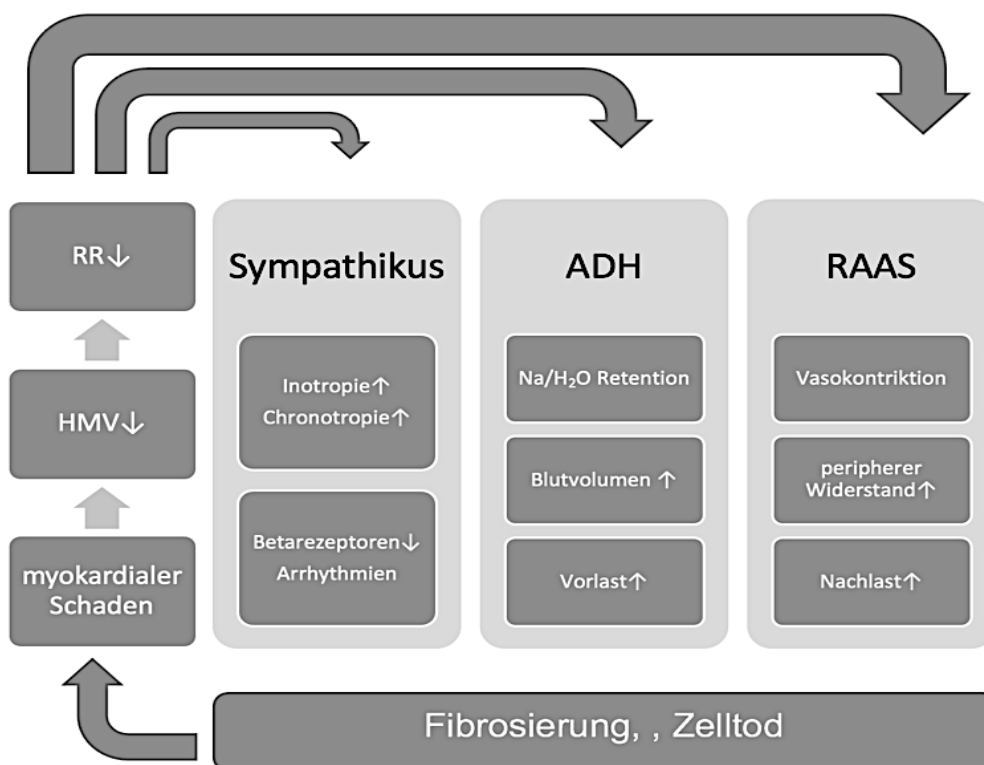 RR↓
HMV↓
myokardialer
Schaden
Sympathikus
Inotropie↑
Chronotropie↑
Betarezeptoren↓
Arrhythmien
ADH
Na/H₂O Retention
Blutvolumen ↑
Vorlast↑
RAAS
Vasokontriktion
peripherer
Widerstand↑
Nachlast↑
Fibrosierung, , Zelltod